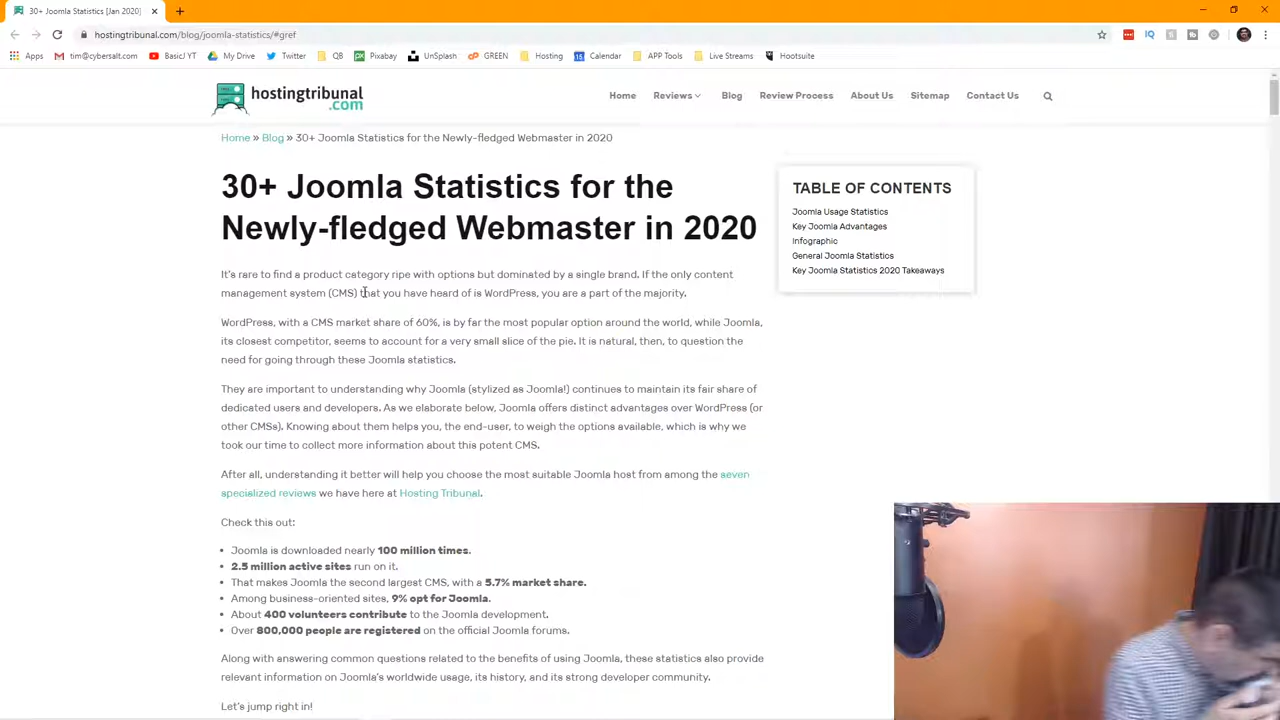 30+ Joomla Statistics [Jan 2020]
hostingtribunal.com/blog/joomla-statistics/#gref
Apps tim@cybersalt.com BasicJ YT My Drive Twitter QB Pixabay UnSplash GREEN Hosting Calendar APP Tools Live Streams Hootsuite
hostingtribunal
.com
Home Reviews Blog Review Process About Us Sitemap Contact Us
Home » Blog » 30+ Joomla Statistics for the Newly-fledged Webmaster in 2020
30+ Joomla Statistics for the
Newly-fledged Webmaster in 2020
It's rare to find a product category ripe with options but dominated by a single brand. If the only content
management system (CMS) that you have heard of is WordPress, you are a part of the majority.
WordPress, with a CMS market share of 60%, is by far the most popular option around the world, while Joomla,
its closest competitor, seems to account for a very small slice of the pie. It is natural, then, to question the
need for going through these Joomla statistics.
They are important to understanding why Joomla (stylized as Joomla!) continues to maintain its fair share of
dedicated users and developers. As we elaborate below, Joomla offers distinct advantages over WordPress (or
other CMSs). Knowing about them helps you, the end-user, to weigh the options available, which is why we
took our time to collect more information about this potent CMS.
After all, understanding it better will help you choose the most suitable Joomla host from among the seven
specialized reviews we have here at Hosting Tribunal.
Check this out:
• Joomla is downloaded nearly 100 million times.
• 2.5 million active sites run on it.
• That makes Joomla the second largest CMS, with a 5.7% market share.
• Among business-oriented sites, 9% opt for Joomla.
• About 400 volunteers contribute to the Joomla development.
• Over 800,000 people are registered on the official Joomla forums.
Along with answering common questions related to the benefits of using Joomla, these statistics also provide
relevant information on Joomla's worldwide usage, its history, and its strong developer community.
Let's jump right in!
TABLE OF CONTENTS
Joomla Usage Statistics
Key Joomla Advantages
Infographic
General Joomla Statistics
Key Joomla Statistics 2020 Takeaways